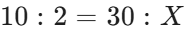 10 : 2 = 30 : X